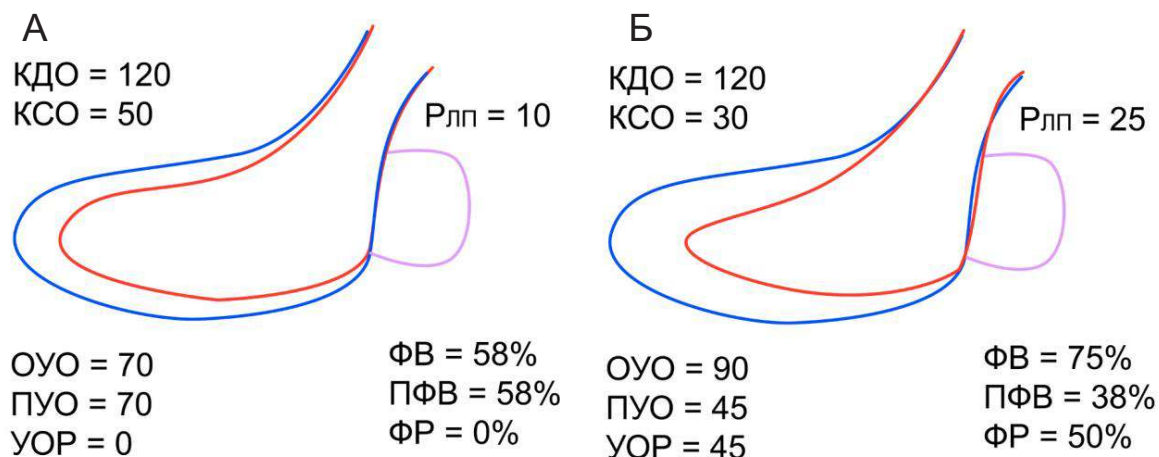 А
КДО = 120
КСО = 50
Рлп = 10
ОУО = 70
ПУО = 70
УОР = 0
ФВ = 58%
ПФВ = 58%
ФР = 0%
Б
КДО = 120
КСО = 30
Рлп = 25
ОУО = 90
ПУО = 45
УОР = 45
ФВ = 75%
ПФВ = 38%
ФР = 50%